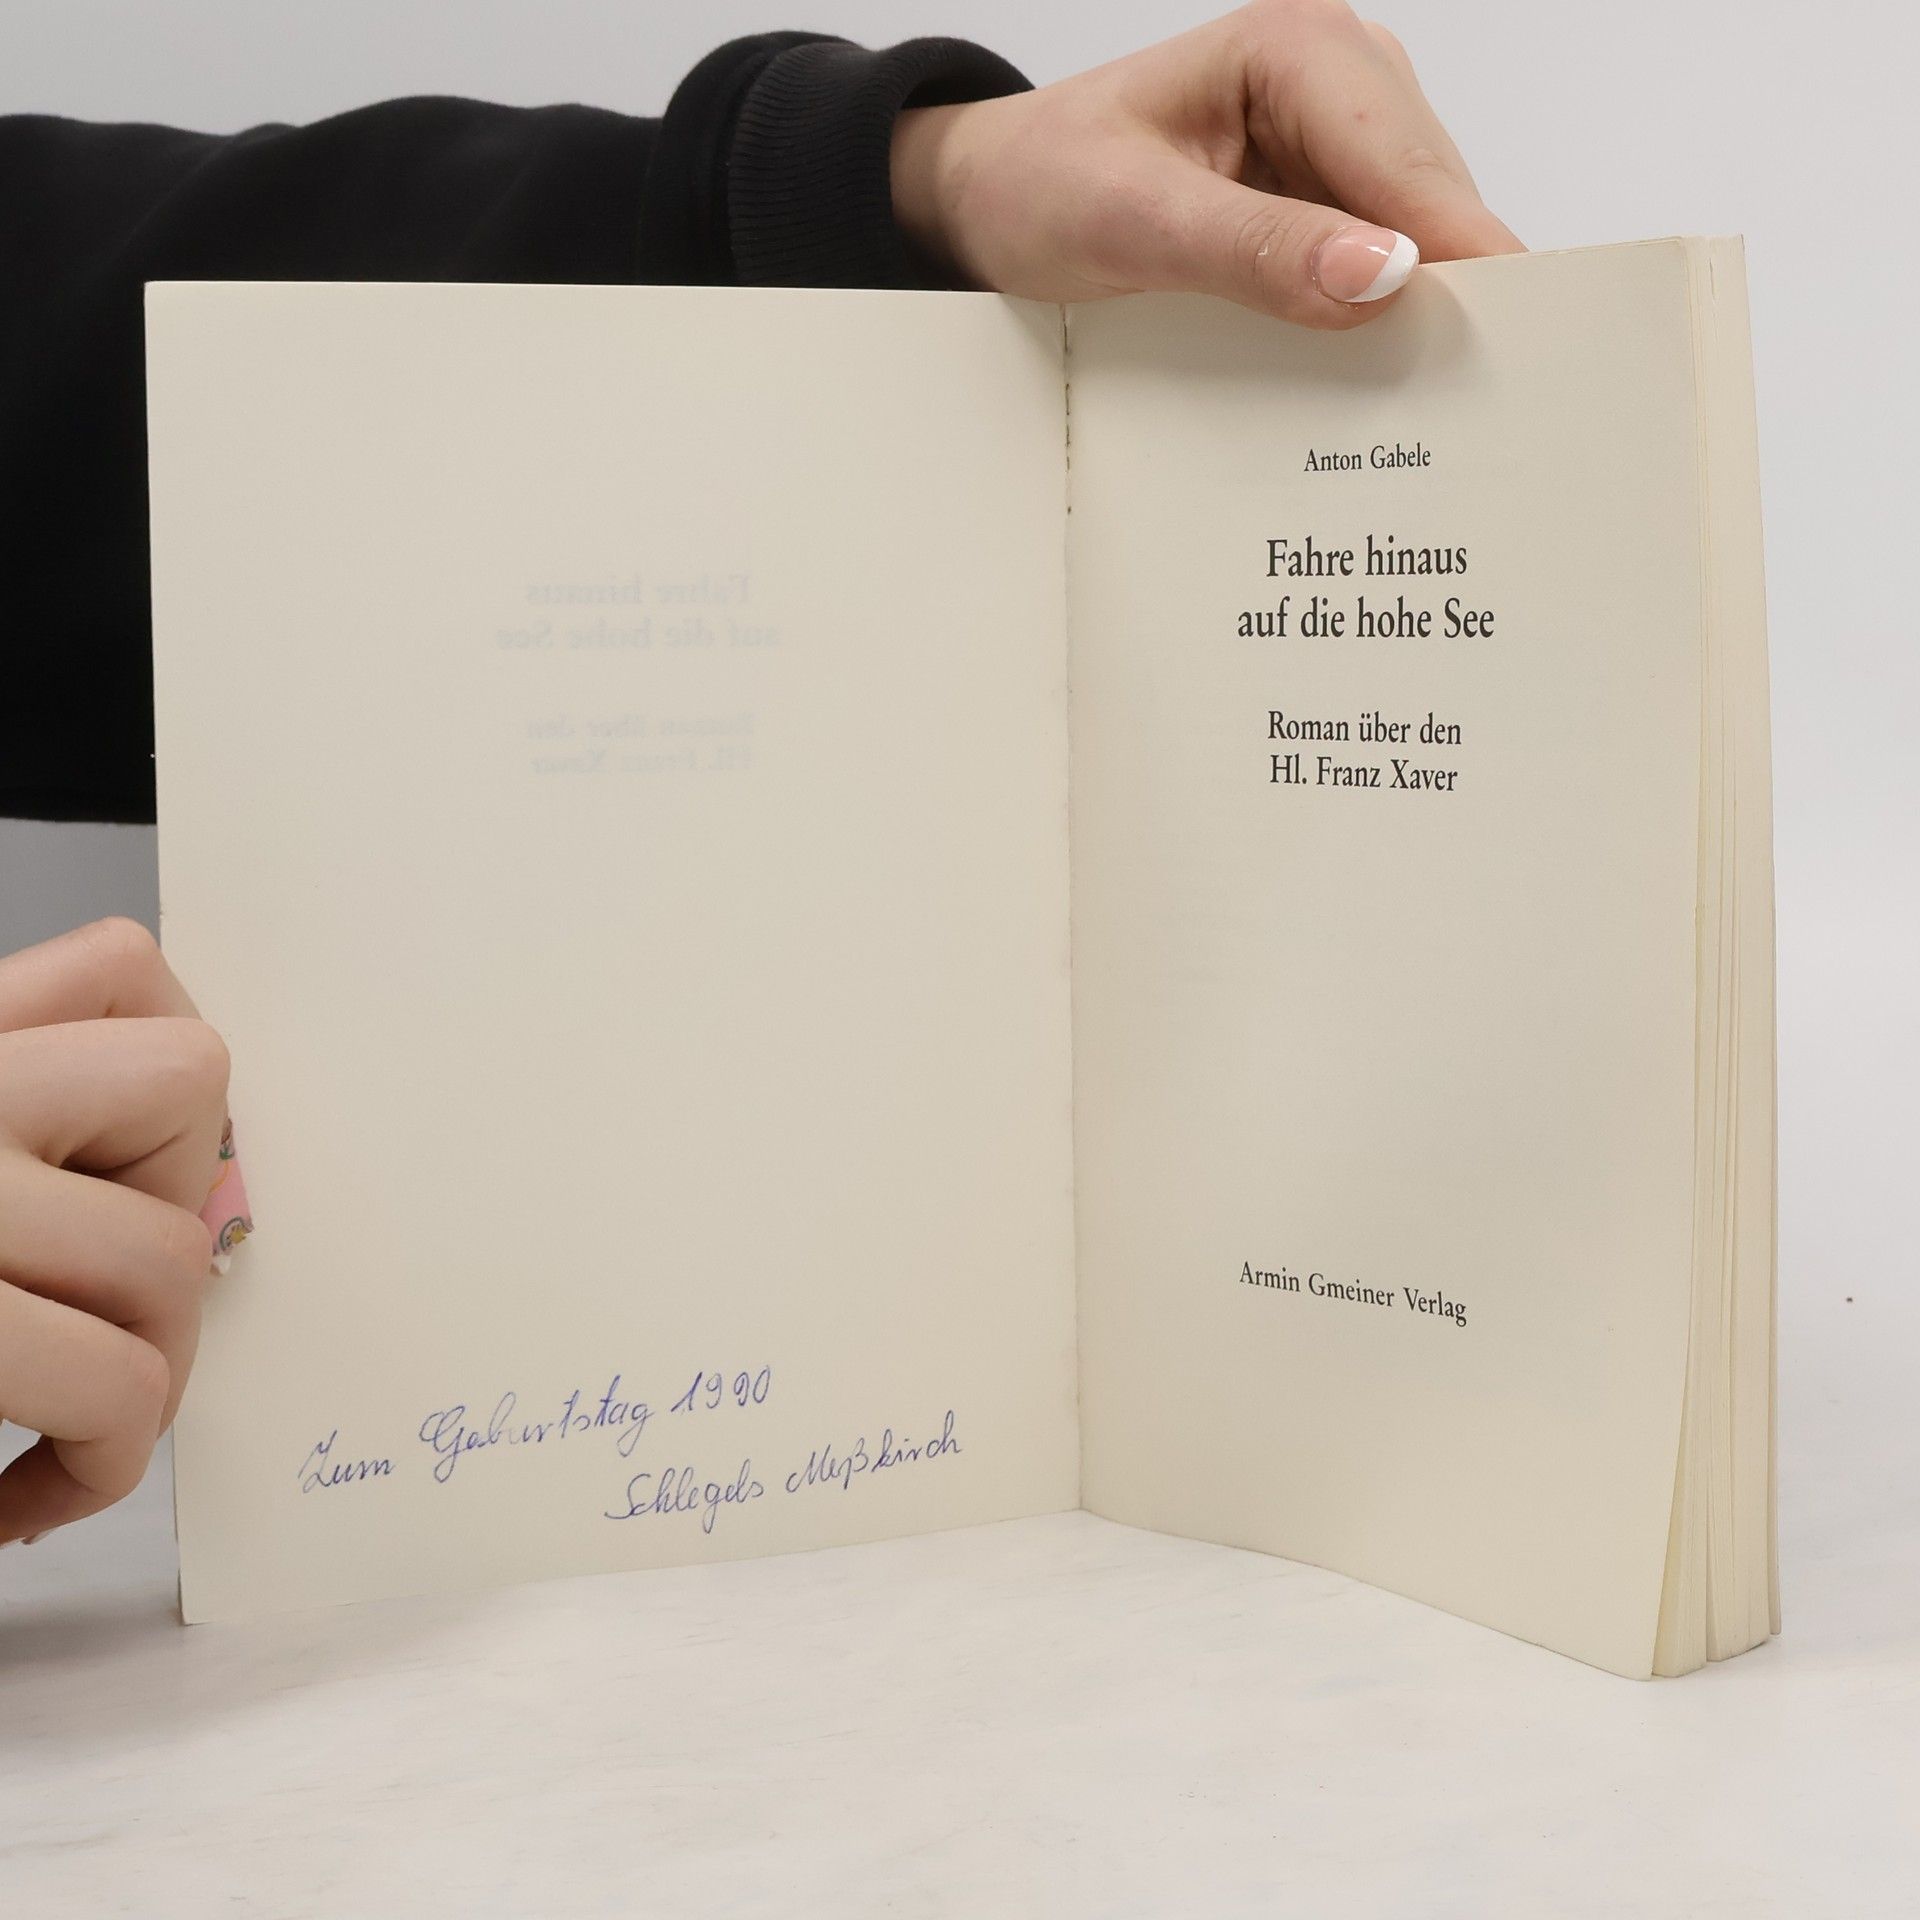 Zum Geburtstag 1990
Schlegels Meßkirch
Anton Gabele
Fahre hinaus
auf die hohe See
Roman über den
Hl. Franz Xaver
Armin Gmeiner Verlag